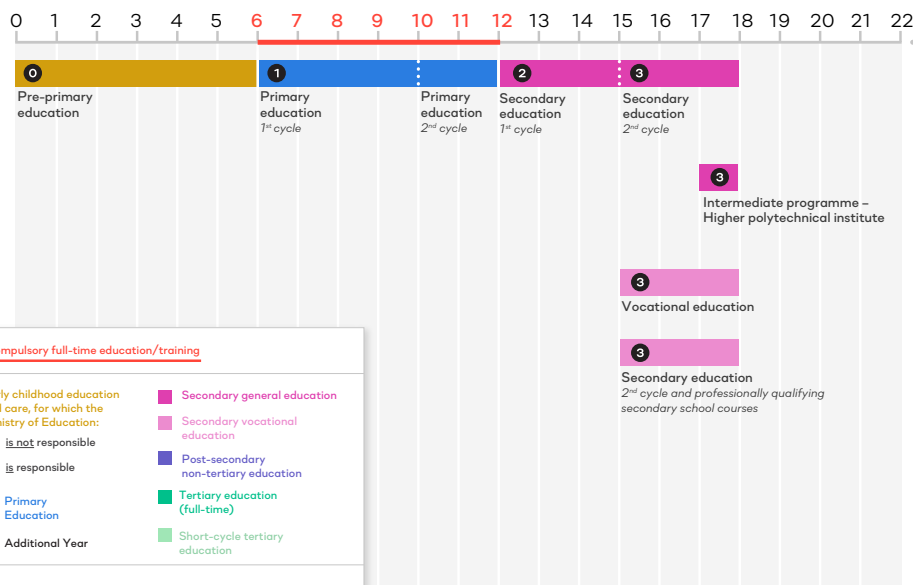 0 1 2 3 4 5 6 7 8 9 10 11 12 13 14 15 16 17 18 19 20 21 22
0
1
2
3
Pre-primary
education
Primary
education
1st cycle
Primary
education
2nd cycle
Secondary
education
1st cycle
Secondary
education
2nd cycle
3
Intermediate programme –
Higher polytechnical institute
3
Vocational education
3
Secondary education
2nd cycle and professionally qualifying
secondary school courses
mpulsory full-time education/training
ly childhood education
care, for which the
nistry of Education:
is not responsible
is responsible
Primary
Education
Additional Year
Secondary general education
Secondary vocational
education
Post-secondary
non-tertiary education
Tertiary education
(full-time)
Short-cycle tertiary
education